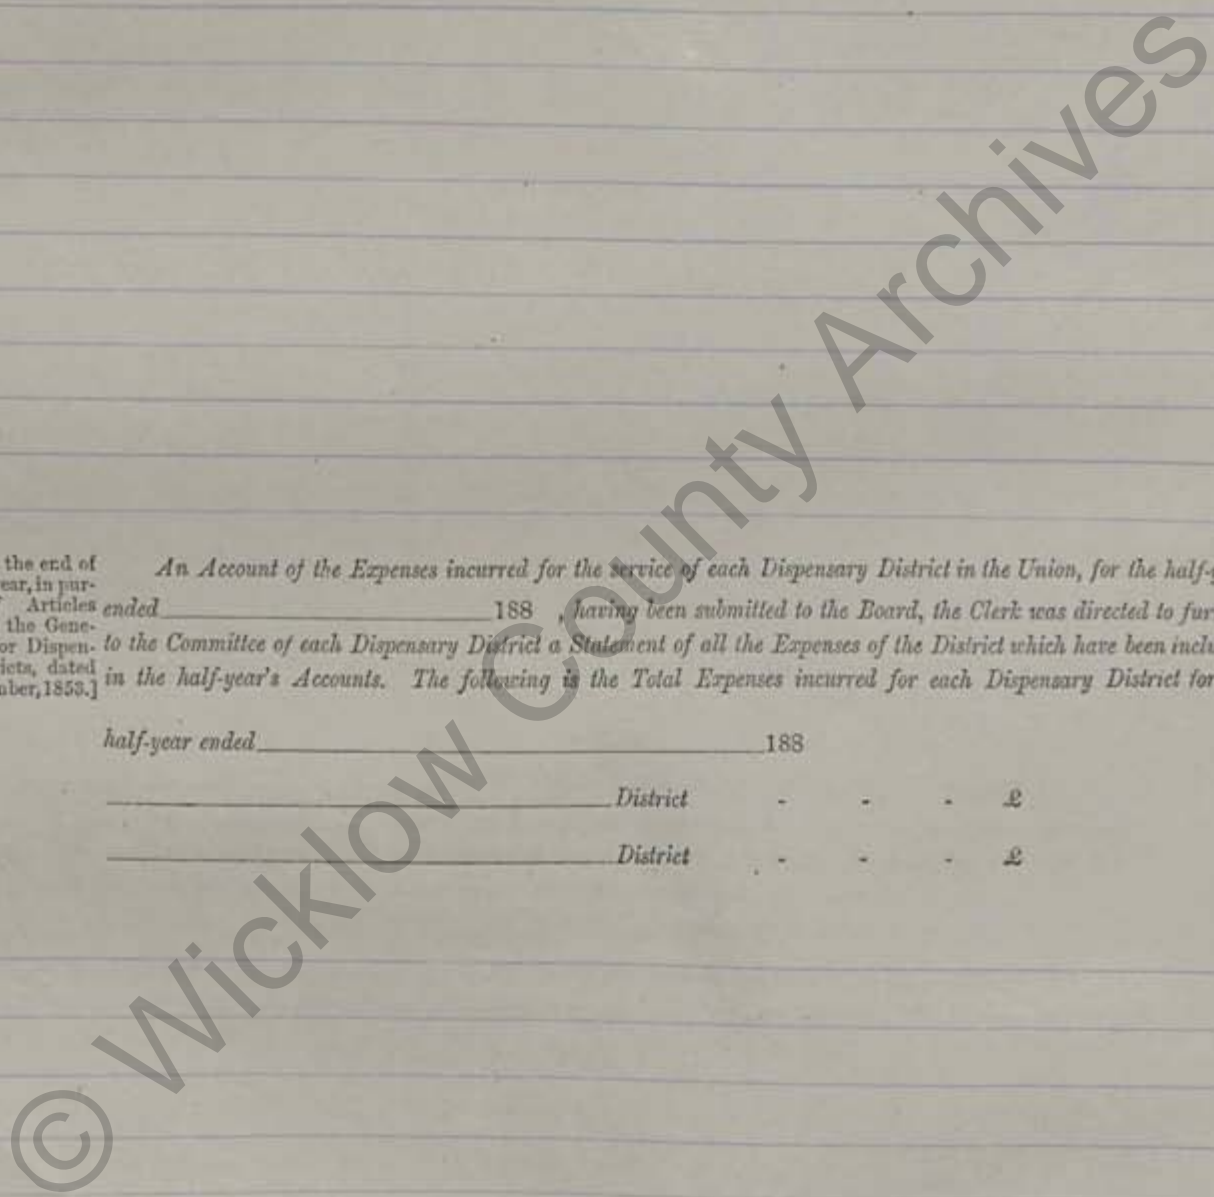 the end of
ear, in pur-
Articles
the Gene-
or Dispen-
icts, dated
ber, 1853.]
An Account of the Expenses incurred for the service of each Dispensary District in the Union, for the half-y
ended 188 , having been submitted to the Board, the Clerk was directed to fur
to the Committee of each Dispensary District a Statement of all the Expenses of the District which have been inclu
in the half-year's Accounts. The following is the Total Expenses incurred for each Dispensary District for
half-year ended 188
District - - - £
District - - - £
© Wicklow County Archives